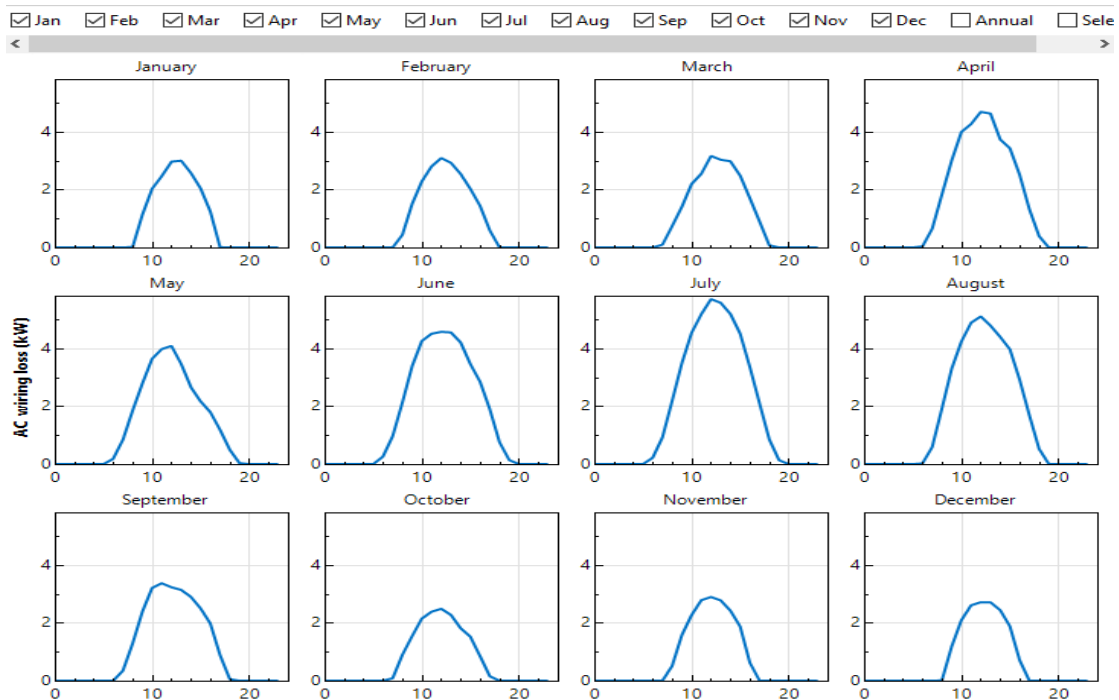 Jan Feb Mar Apr May Jun Jul Aug Sep Oct Nov Dec Annual Sele
January February March April
4 4 4 4
2 2 2 2
0 0 0 0
0 10 20 0 10 20 0 10 20 0 10 20
May June July August
AC wiring loss (kW)
4 4 4 4
2 2 2 2
0 0 0 0
0 10 20 0 10 20 0 10 20 0 10 20
September October November December
4 4 4 4
2 2 2 2
0 0 0 0
0 10 20 0 10 20 0 10 20 0 10 20